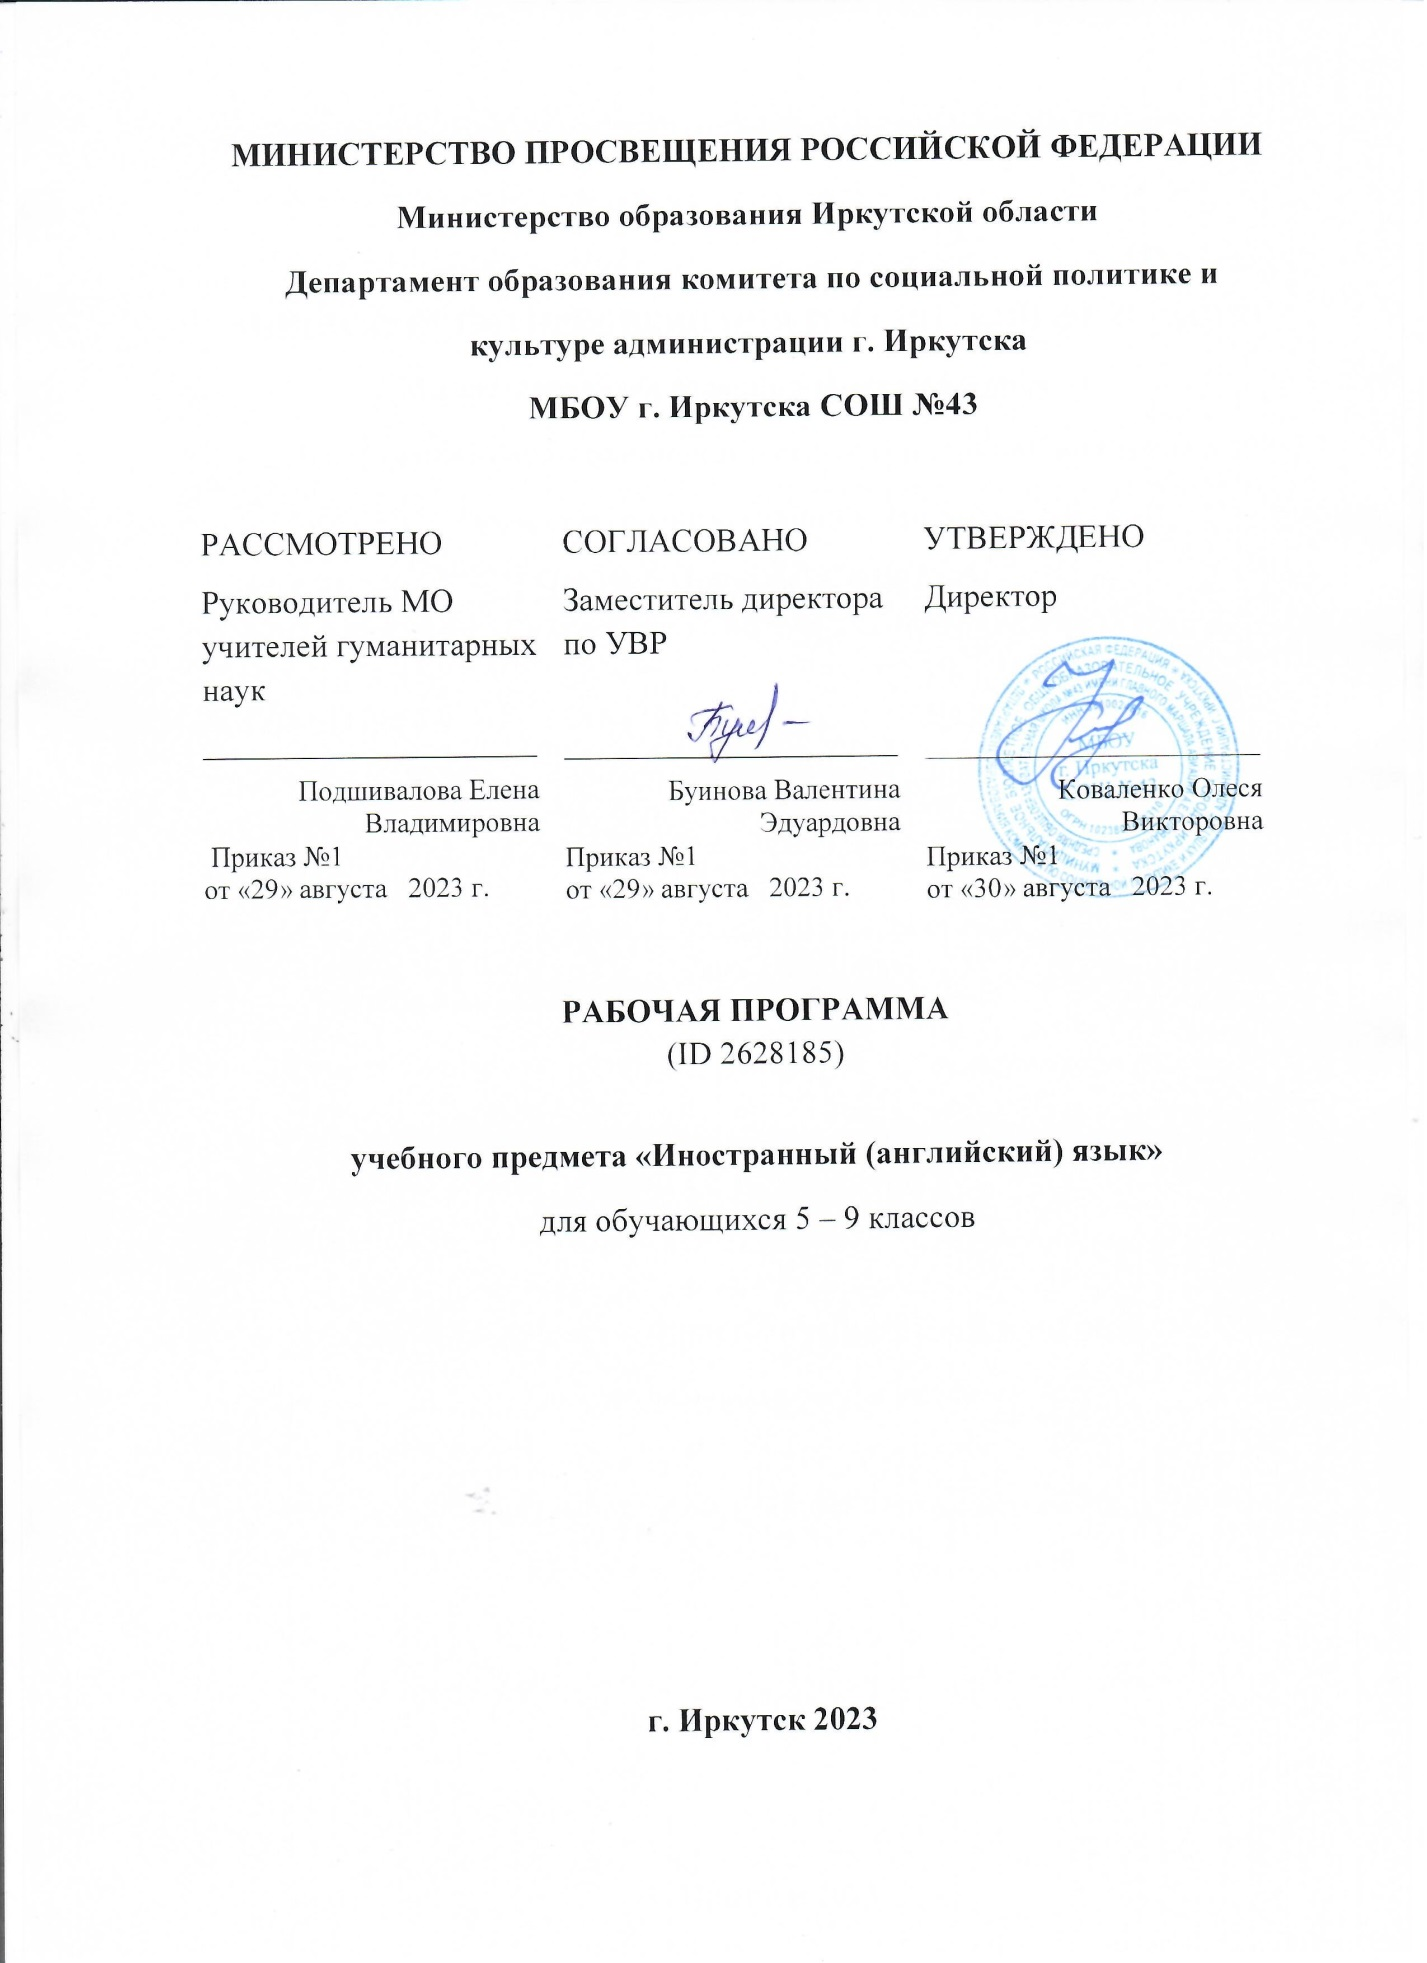 МИНИСТЕРСТВО ПРОСВЕЩЕНИЯ РОССИЙСКОЙ ФЕДЕРАЦИИ
Министерство образования Иркутской области
Департамент образования комитета по социальной политике и
культуре администрации г. Иркутска
МБОУ г. Иркутска СОШ №43
РАССМОТРЕНО
Руководитель МО
учителей гуманитарных
наук
Подшивалова Елена
Владимировна
Приказ №1
от «29» августа 2023 г.
СОГЛАСОВАНО
Заместитель директора
по УВР
Буинова Валентина
Эдуардовна
Приказ №1
от «29» августа 2023 г.
УТВЕРЖДЕНО
Директор
МБОУ
г. Иркутска
Коваленко Олеся
Викторовна
Приказ №1
от «30» августа 2023 г.
РАБОЧАЯ ПРОГРАММА
(ID 2628185)
учебного предмета «Иностранный (английский) язык»
для обучающихся 5 – 9 классов
г. Иркутск 2023